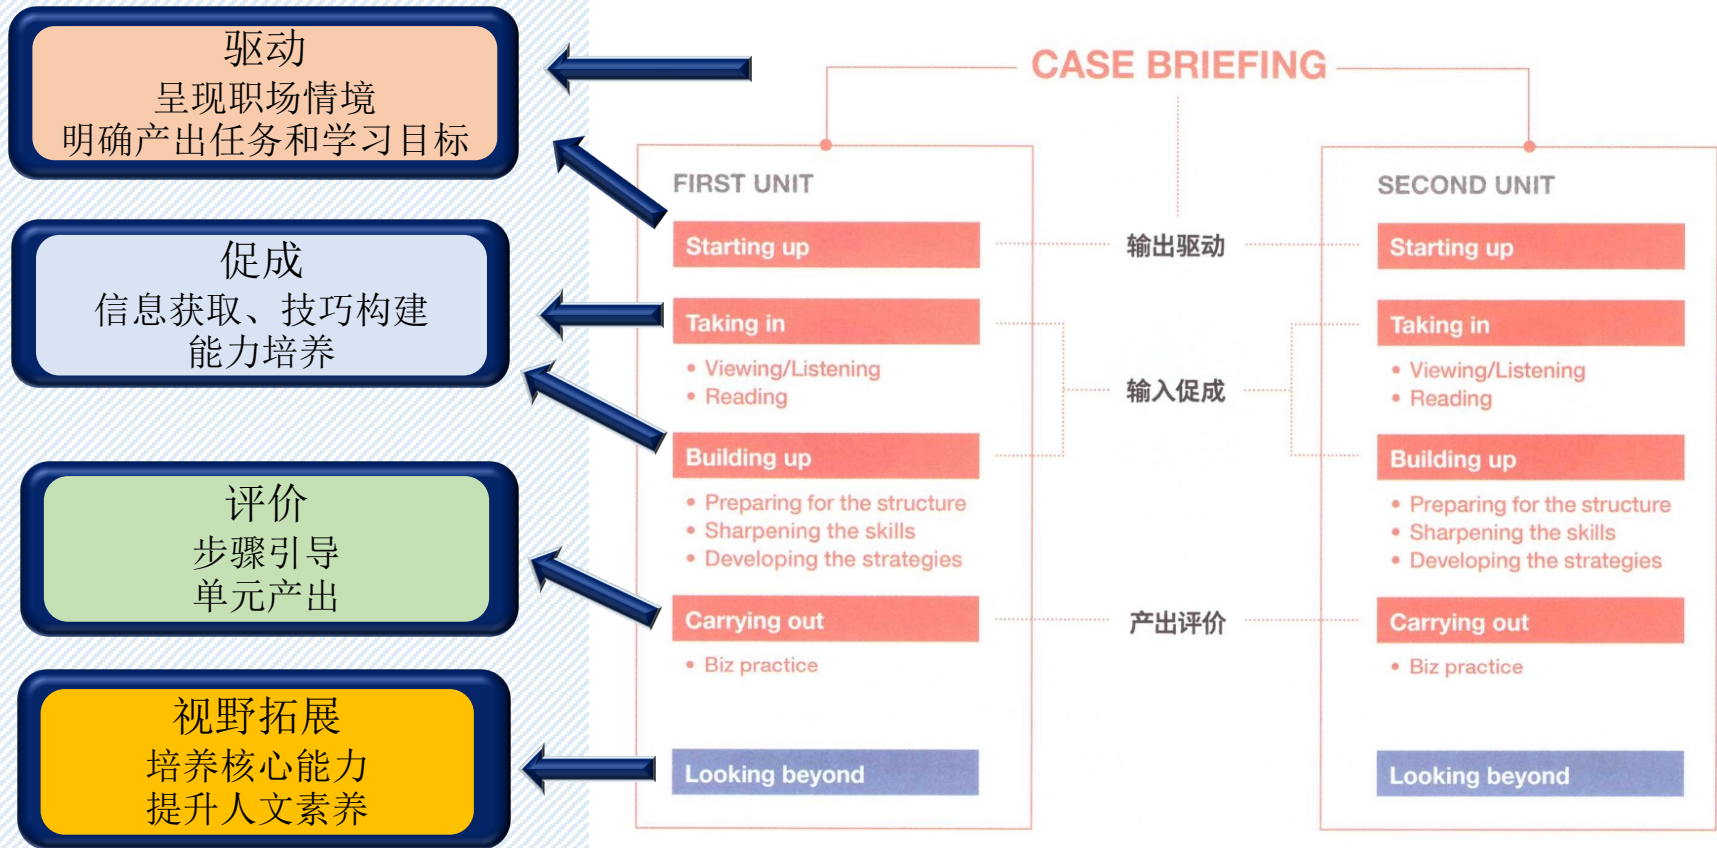 驱动
呈现职场情境
明确产出任务和学习目标
促成
信息获取、技巧构建
能力培养
评价
步骤引导
单元产出
视野拓展
培养核心能力
提升人文素养
CASE BRIEFING
FIRST UNIT
Starting up
Taking in
• Viewing/Listening
• Reading
Building up
• Preparing for the structure
• Sharpening the skills
• Developing the strategies
Carrying out
• Biz practice
Looking beyond
输出驱动
输入促成
产出评价
SECOND UNIT
Starting up
Taking in
• Viewing/Listening
• Reading
Building up
• Preparing for the structure
• Sharpening the skills
• Developing the strategies
Carrying out
• Biz practice
Looking beyond